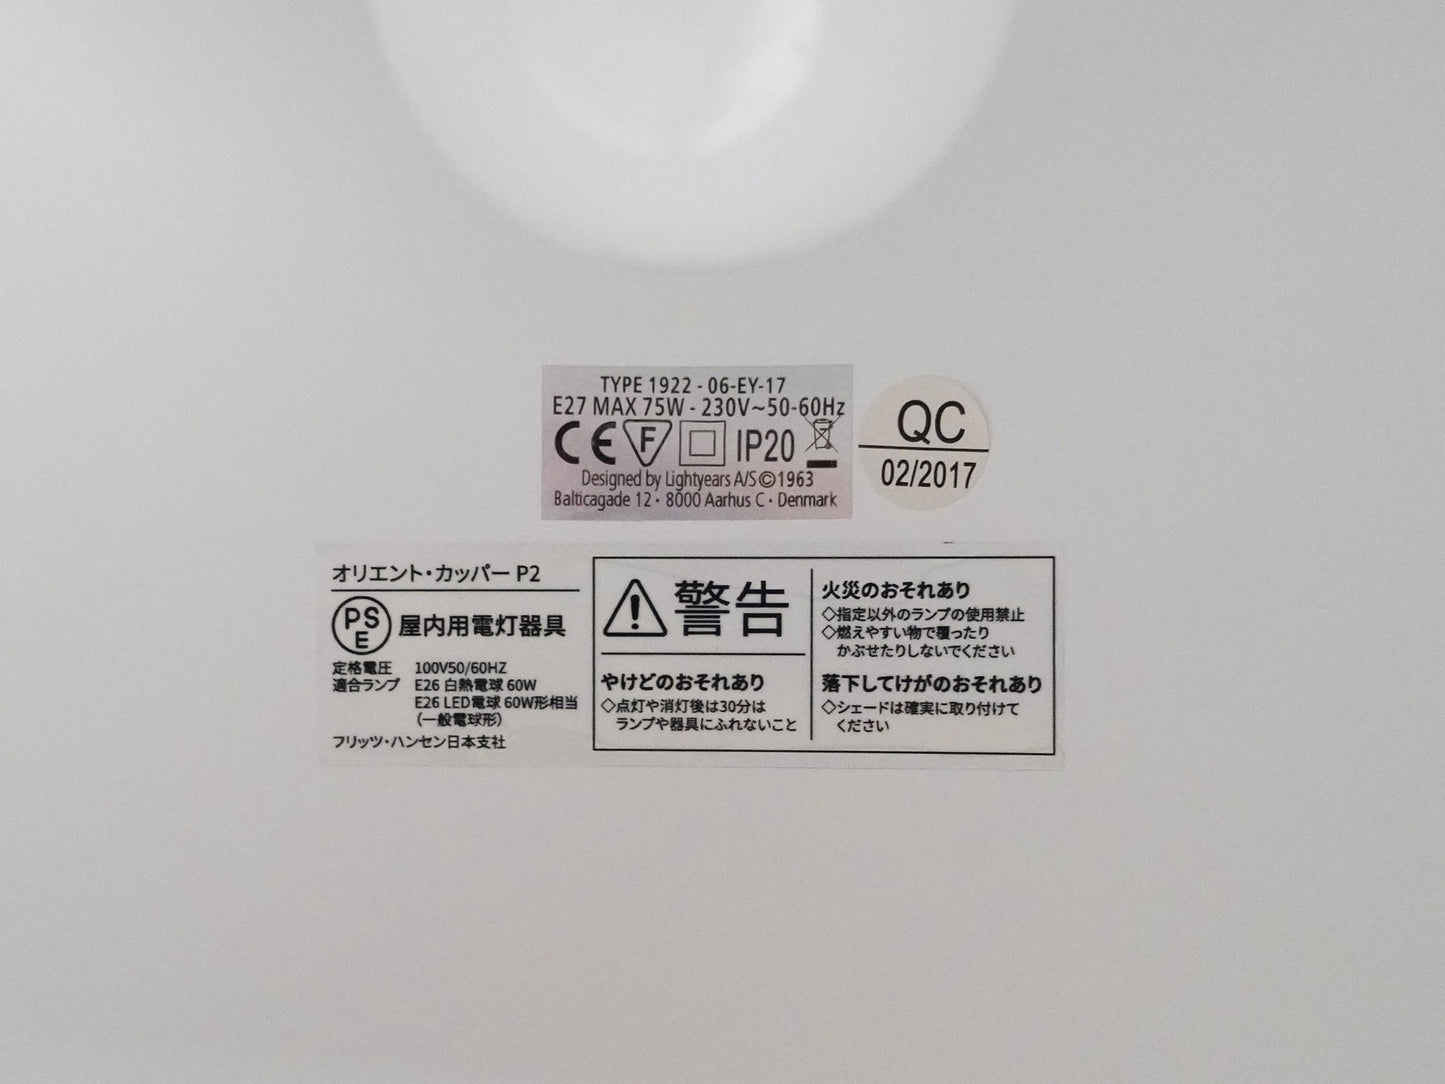 TYPE 1922 - 06-EY-17
E27 MAX 75W - 230V~50-60Hz
CE F IP20
Designed by Lightyears A/S©1963
Balticagade 12 · 8000 Aarhus C · Denmark
QC
02/2017
オリエント・カッパー P2
PSE 屋内用電灯器具
定格電圧 100V50/60HZ
適合ランプ E26 白熱電球 60W
E26 LED電球 60W形相当
（一般電球形）
フリッツ・ハンセン日本支社
警告
やけどのおそれあり
◇点灯や消灯後は30分は
ランプや器具にふれないこと
火災のおそれあり
◇指定以外のランプの使用禁止
◇燃えやすい物で覆ったり
かぶせたりしないでください
落下してけがのおそれあり
◇シェードは確実に取り付けて
ください